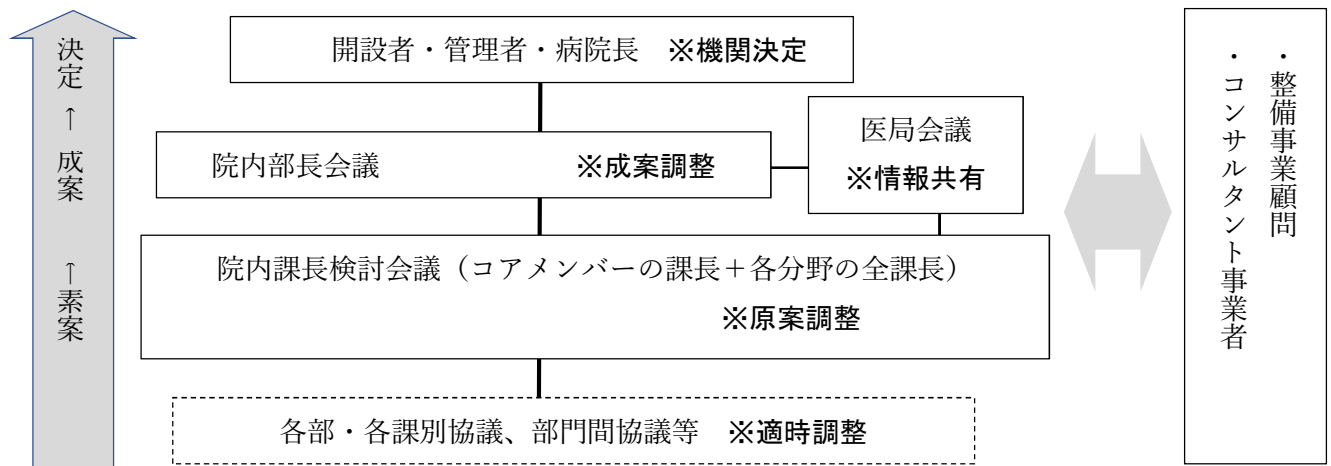 決定 ← 成案 ←素案
開設者・管理者・病院長 ※機関決定
院内部長会議 ※成案調整
医局会議
※情報共有
院内課長検討会議（コアメンバーの課長＋各分野の全課長）
※原案調整
各部・各課別協議、部門間協議等 ※適時調整
・整備事業顧問
・コンサルタント事業者